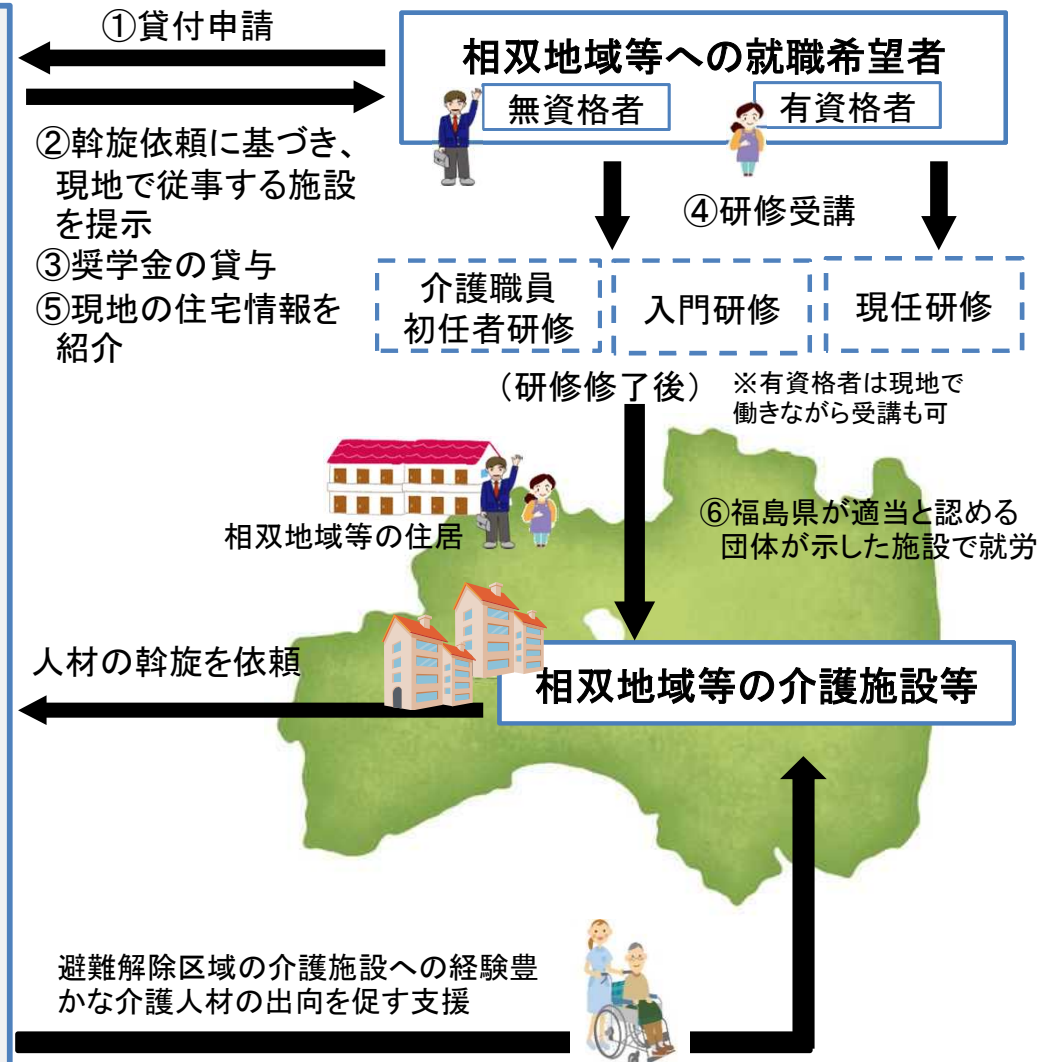 ①貸付申請
相双地域等への就職希望者
無資格者
有資格者
②斡旋依頼に基づき、
現地で従事する施設
を提示
③奨学金の貸与
⑤現地の住宅情報を
紹介
④研修受講
介護職員
初任者研修
入門研修
現任研修
(研修修了後)
※有資格者は現地で
働きながら受講も可
相双地域等の住居
⑥福島県が適当と認める
団体が示した施設で就労
人材の斡旋を依頼
相双地域等の介護施設等
避難解除区域の介護施設への経験豊
かな介護人材の出向を促す支援